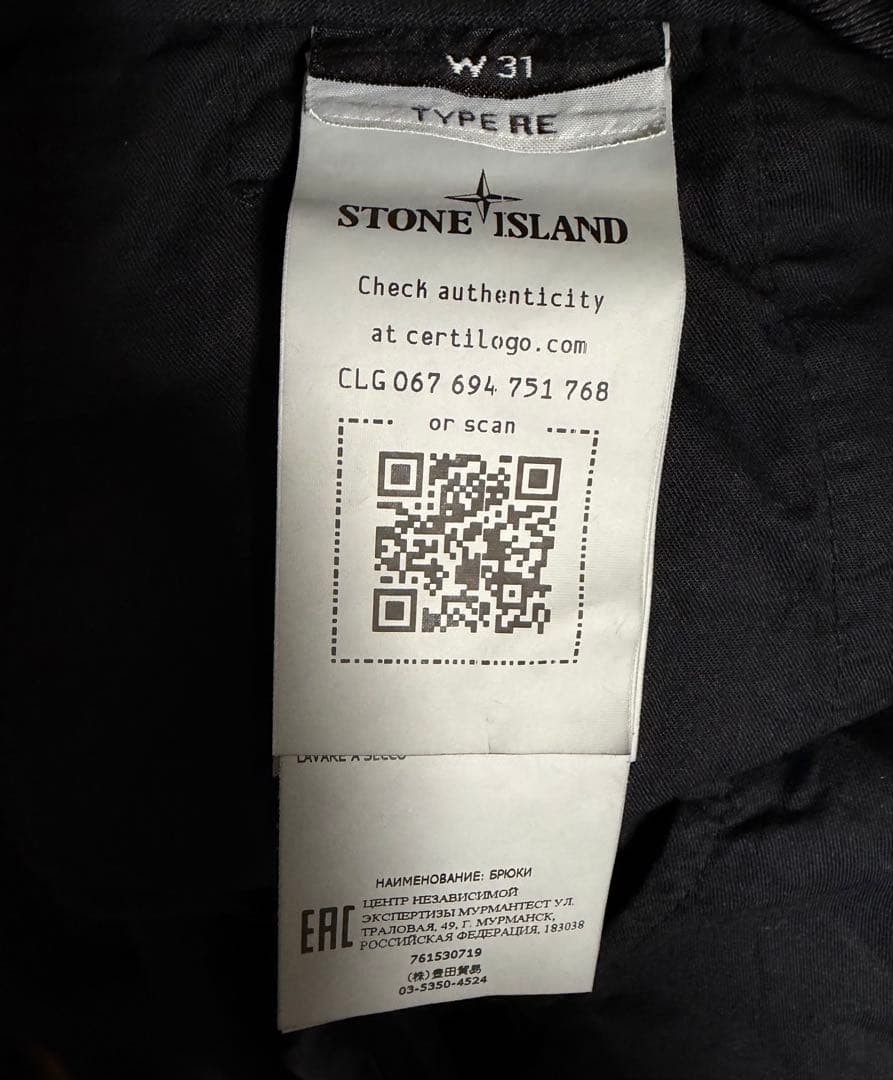 W 31
TYPE RE
STONE ISLAND
Check authenticity
at certilogo.com
CLG 067 694 751 768
or scan
LAVARE A SECCO
НАИМЕНОВАНИЕ: БРЮКИ
EAC
ЦЕНТР НЕЗАВИСИМОЙ
ЭКСПЕРТИЗЫ МУРМАНТЕСТ УЛ.
ТРАЛОВАЯ, 49, Г. МУРМАНСК,
РОССИЙСКАЯ ФЕДЕРАЦИЯ, 183038
761530719
(株)豊田貿易
03-5350-4524